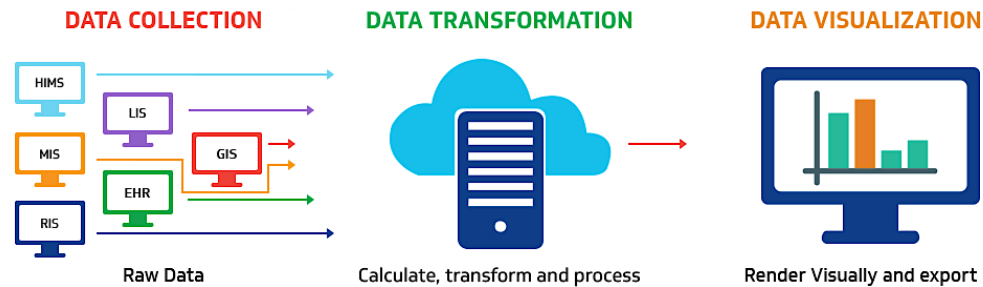 DATA COLLECTION
DATA TRANSFORMATION
DATA VISUALIZATION
HIMS
LIS
MIS
GIS
EHR
RIS
Raw Data
Calculate, transform and process
Render Visually and export